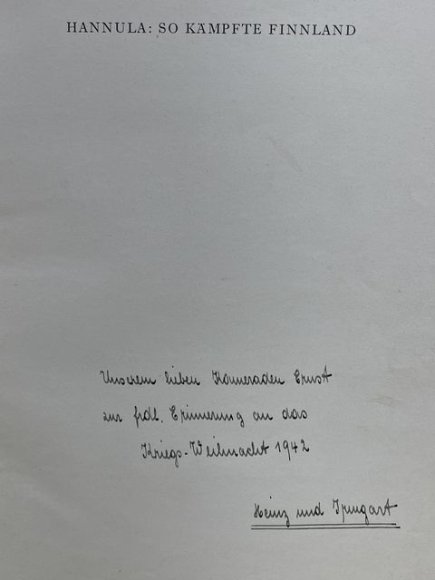 HANNULA: SO KÄMPFTE FINNLAND
Unserem lieben Kameraden Ernst
zur frdl. Erinnerung an das
Kriegs-Weihnacht 1942
Heinz und Irmgart